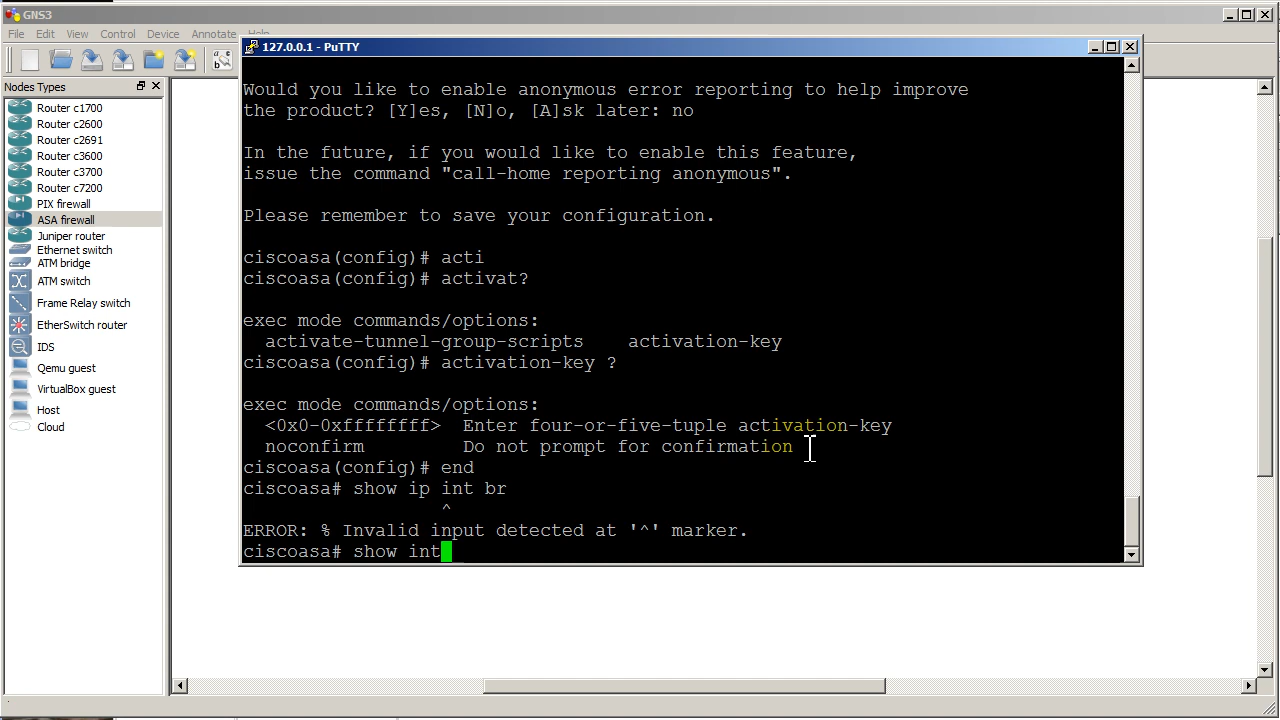 GNS3
File Edit View Control Device Annotate Help
127.0.0.1 - PuTTY
Nodes Types
Router c1700
Router c2600
Router c2691
Router c3600
Router c3700
Router c7200
PIX firewall
ASA firewall
Juniper router
Ethernet switch
ATM bridge
ATM switch
Frame Relay switch
EtherSwitch router
IDS
Qemu guest
VirtualBox guest
Host
Cloud
Would you like to enable anonymous error reporting to help improve
the product? [Y]es, [N]o, [A]sk later: no
In the future, if you would like to enable this feature,
issue the command "call-home reporting anonymous".
Please remember to save your configuration.
ciscoasa(config)# acti
ciscoasa(config)# activat?
exec mode commands/options:
activate-tunnel-group-scripts activation-key
ciscoasa(config)# activation-key ?
exec mode commands/options:
<0x0-0xffffffff> Enter four-or-five-tuple activation-key
noconfirm Do not prompt for confirmation
ciscoasa(config)# end
ciscoasa# show ip int br
^
ERROR: % Invalid input detected at '^' marker.
ciscoasa# show int